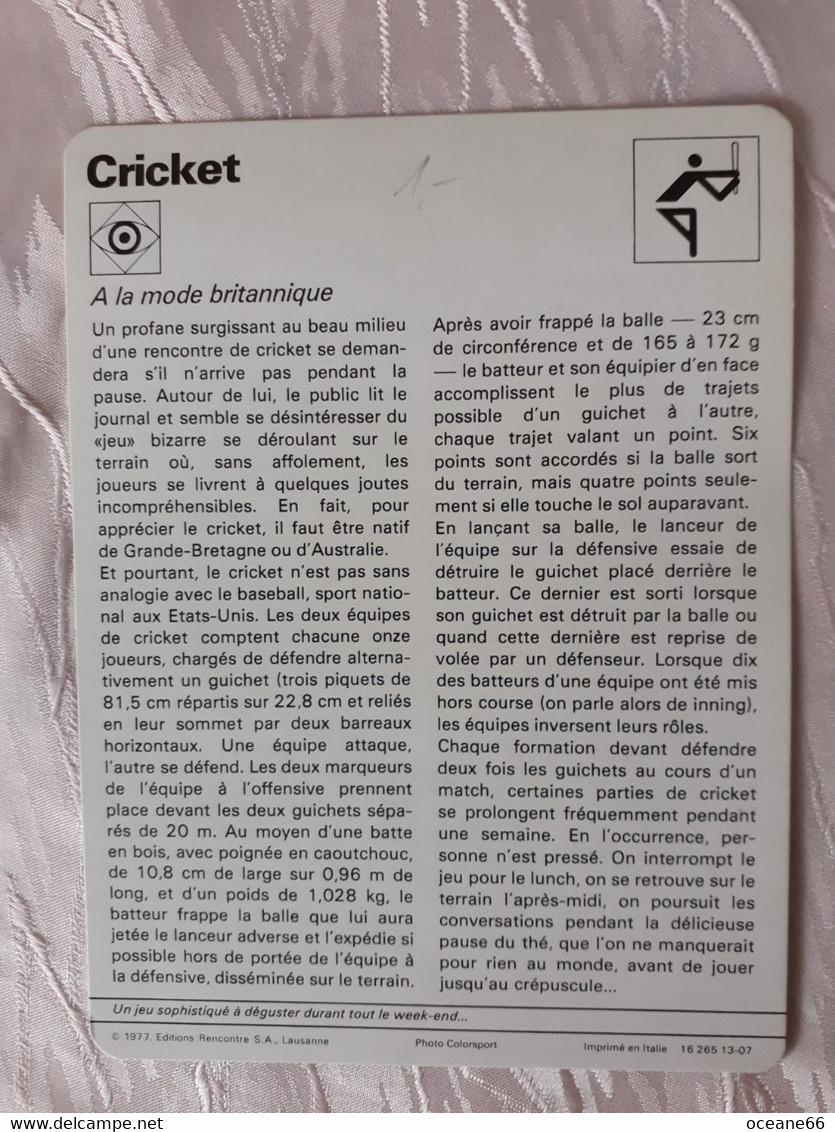 Cricket
1,-
A la mode britannique
Un profane surgissant au beau milieu
d'une rencontre de cricket se deman-
dera s'il n'arrive pas pendant la
pause. Autour de lui, le public lit le
journal et semble se désintéresser du
«jeu» bizarre se déroulant sur le
terrain où, sans affolement, les
joueurs se livrent à quelques joutes
incompréhensibles. En fait, pour
apprécier le cricket, il faut être natif
de Grande-Bretagne ou d'Australie.
Et pourtant, le cricket n'est pas sans
analogie avec le baseball, sport natio-
nal aux Etats-Unis. Les deux équipes
de cricket comptent chacune onze
joueurs, chargés de défendre alterna-
tivement un guichet (trois piquets de
81,5 cm répartis sur 22,8 cm et reliés
en leur sommet par deux barreaux
horizontaux. Une équipe attaque,
l'autre se défend. Les deux marqueurs
de l'équipe à l'offensive prennent
place devant les deux guichets sépa-
rés de 20 m. Au moyen d'une batte
en bois, avec poignée en caoutchouc,
de 10,8 cm de large sur 0,96 m de
long, et d'un poids de 1,028 kg, le
batteur frappe la balle que lui aura
jetée le lanceur adverse et l'expédie si
possible hors de portée de l'équipe à
la défensive, disséminée sur le terrain.
Après avoir frappé la balle — 23 cm
de circonférence et de 165 à 172 g
— le batteur et son équipier d'en face
accomplissent le plus de trajets
possible d'un guichet à l'autre,
chaque trajet valant un point. Six
points sont accordés si la balle sort
du terrain, mais quatre points seule-
ment si elle touche le sol auparavant.
En lançant sa balle, le lanceur de
l'équipe sur la défensive essaie de
détruire le guichet placé derrière le
batteur. Ce dernier est sorti lorsque
son guichet est détruit par la balle ou
quand cette dernière est reprise de
volée par un défenseur. Lorsque dix
des batteurs d'une équipe ont été mis
hors course (on parle alors de inning),
les équipes inversent leurs rôles.
Chaque formation devant défendre
deux fois les guichets au cours d'un
match, certaines parties de cricket
se prolongent fréquemment pendant
une semaine. En l'occurrence, per-
sonne n'est pressé. On interrompt le
jeu pour le lunch, on se retrouve sur le
terrain l'après-midi, on poursuit les
conversations pendant la délicieuse
pause du thé, que l'on ne manquerait
pour rien au monde, avant de jouer
jusqu'au crépuscule...
Un jeu sophistiqué à déguster durant tout le week-end...
© 1977, Editions Rencontre S.A., Lausanne
Photo Colorsport
Imprimé en Italie 16 265 13-07
delcampe.net
oceane66